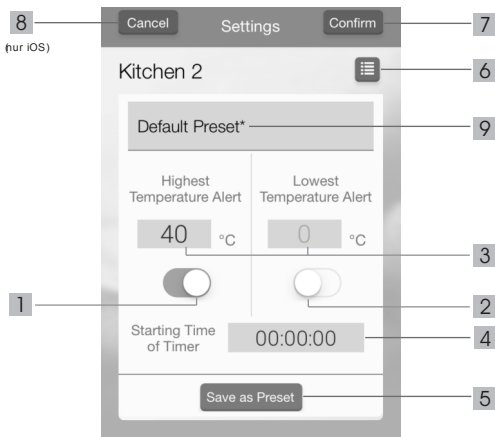 8
Cancel Settings Confirm
7
(nur iOS)
Kitchen 2
6
Default Preset*
9
Highest
Temperature Alert
Lowest
Temperature Alert
40 °C
0 °C
3
1
2
Starting Time
of Timer
00:00:00
4
Save as Preset
5